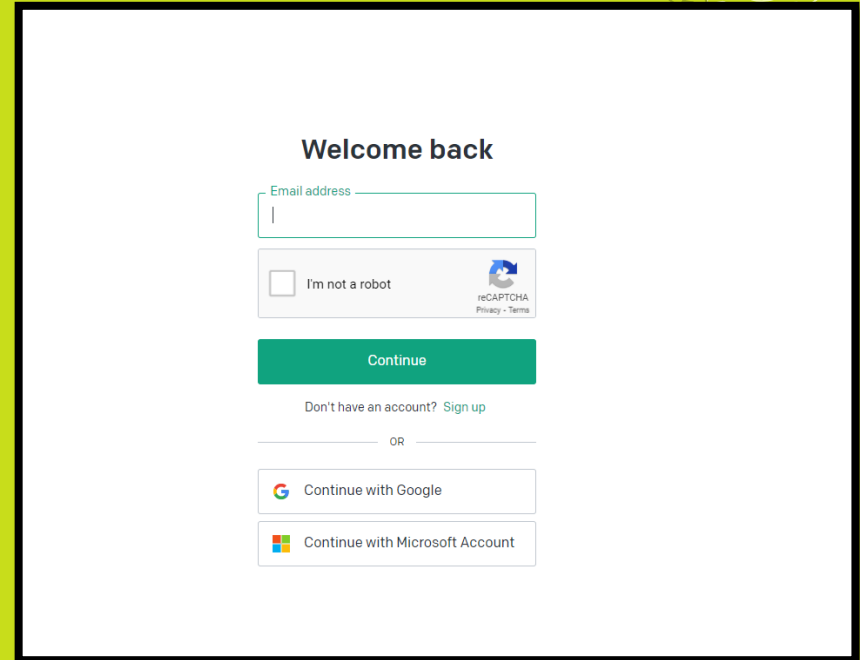 Welcome back
Email address
I'm not a robot
reCAPTCHA
Privacy - Terms
Continue
Don't have an account? Sign up
OR
Continue with Google
Continue with Microsoft Account